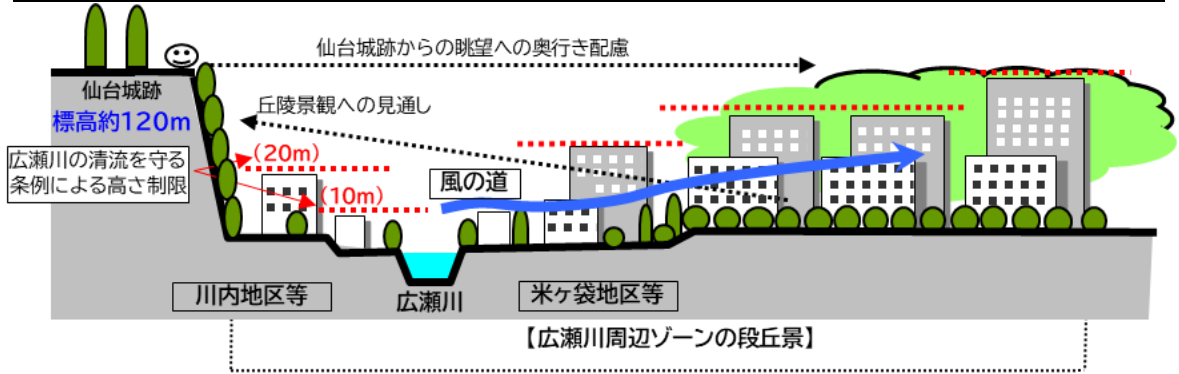 仙台城跡からの眺望への奥行き配慮
仙台城跡
標高約120m
丘陵景観への見通し
広瀬川の清流を守る
条例による高さ制限
(20m)
(10m)
風の道
川内地区等
広瀬川
米ヶ袋地区等
【広瀬川周辺ゾーンの段丘景】